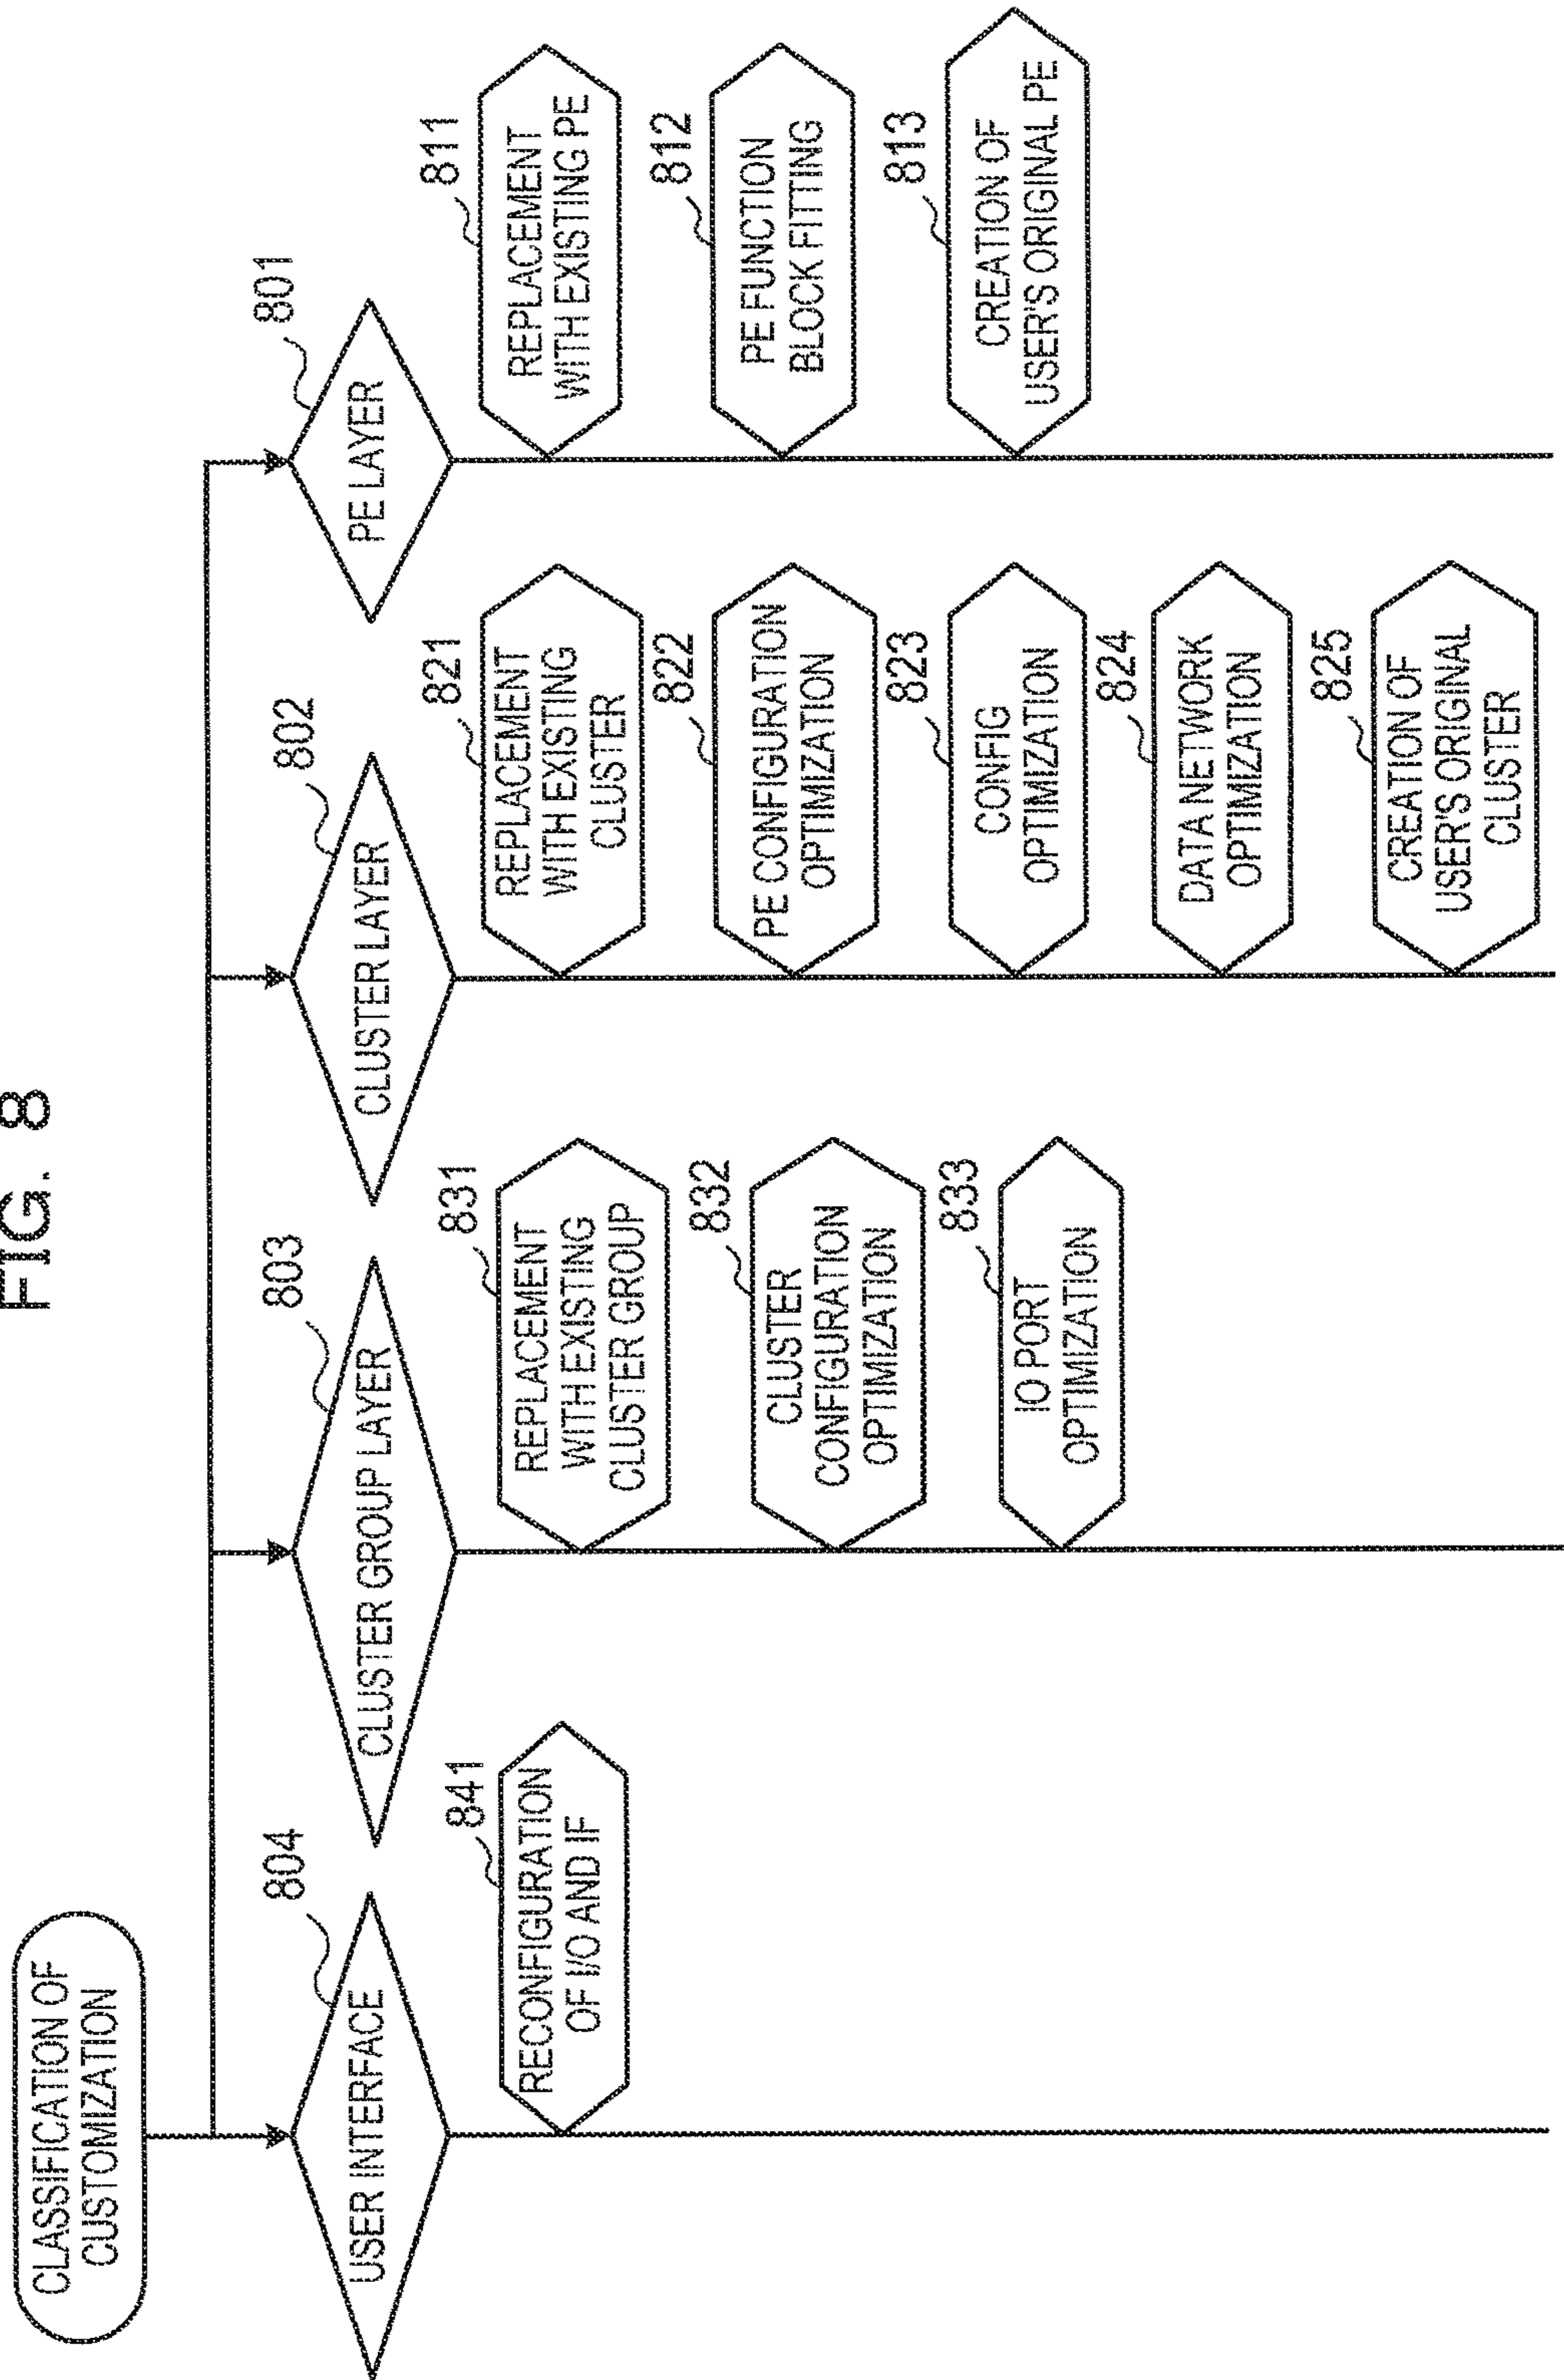 FIG. 8
CLASSIFICATION OF
CUSTOMIZATION
804
USER INTERFACE
841
RECONFIGURATION
OF I/O AND IF
803
CLUSTER GROUP LAYER
831
REPLACEMENT
WITH EXISTING
CLUSTER GROUP
832
CLUSTER
CONFIGURATION
OPTIMIZATION
833
IO PORT
OPTIMIZATION
802
CLUSTER LAYER
821
REPLACEMENT
WITH EXISTING
CLUSTER
822
PE CONFIGURATION
OPTIMIZATION
823
CONFIG
OPTIMIZATION
824
DATA NETWORK
OPTIMIZATION
825
CREATION OF
USER'S ORIGINAL
CLUSTER
801
PE LAYER
811
REPLACEMENT
WITH EXISTING PE
812
PE FUNCTION
BLOCK FITTING
813
CREATION OF
USER'S ORIGINAL PE